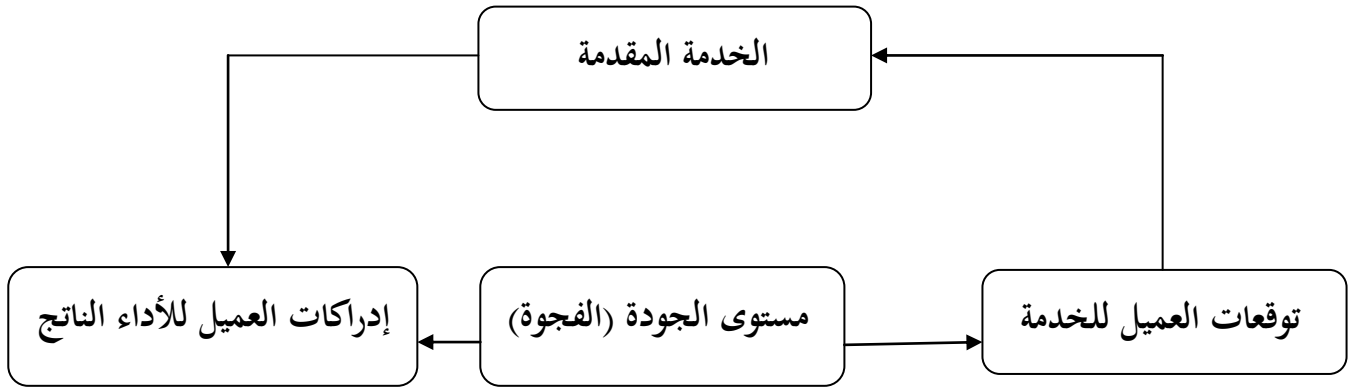 الخدمة المقدمة
توقعات العميل للخدمة
مستوى الجودة (الفجوة)
إدراكات العميل للأداء الناتج